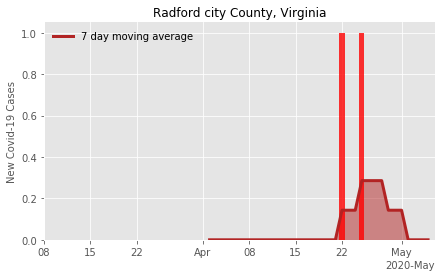 Radford city County, Virginia
7 day moving average
New Covid-19 Cases
1.0
0.8
0.6
0.4
0.2
0.0
08 15 22 Apr 08 15 22 May
2020-May